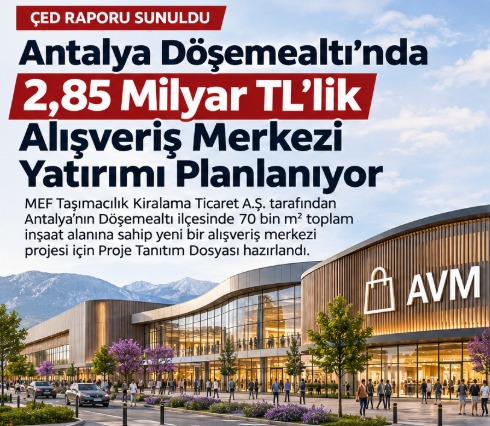 ÇED RAPORU SUNULDU
Antalya Döşemealtı'nda
2,85 Milyar TL'lik
Alışveriş Merkezi
Yatırımı Planlanıyor
MEF Taşımacılık Kiralama Ticaret A.Ş. tarafından
Antalya'nın Döşemealtı ilçesinde 70 bin m² toplam
inşaat alanına sahip yeni bir alışveriş merkezi
projesi için Proje Tanıtım Dosyası hazırlandı.
AVM